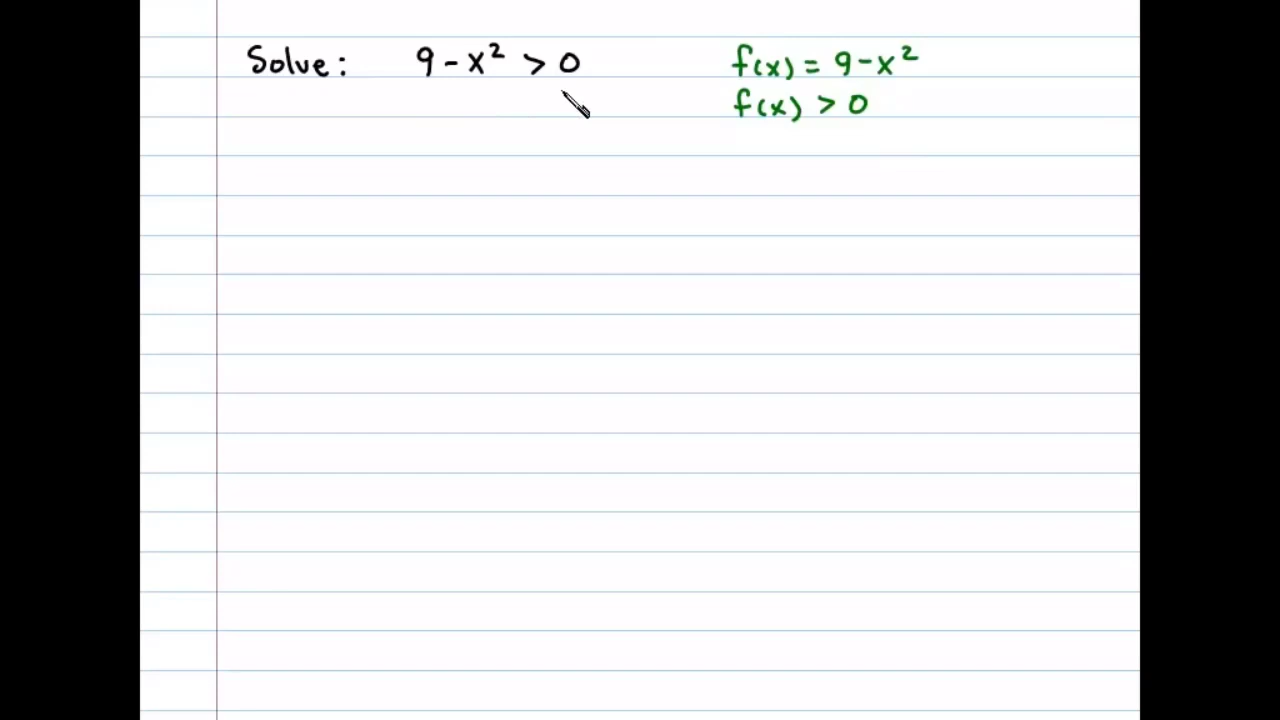 Solve: 9 - x² > 0
f(x) = 9 - x²
f(x) > 0